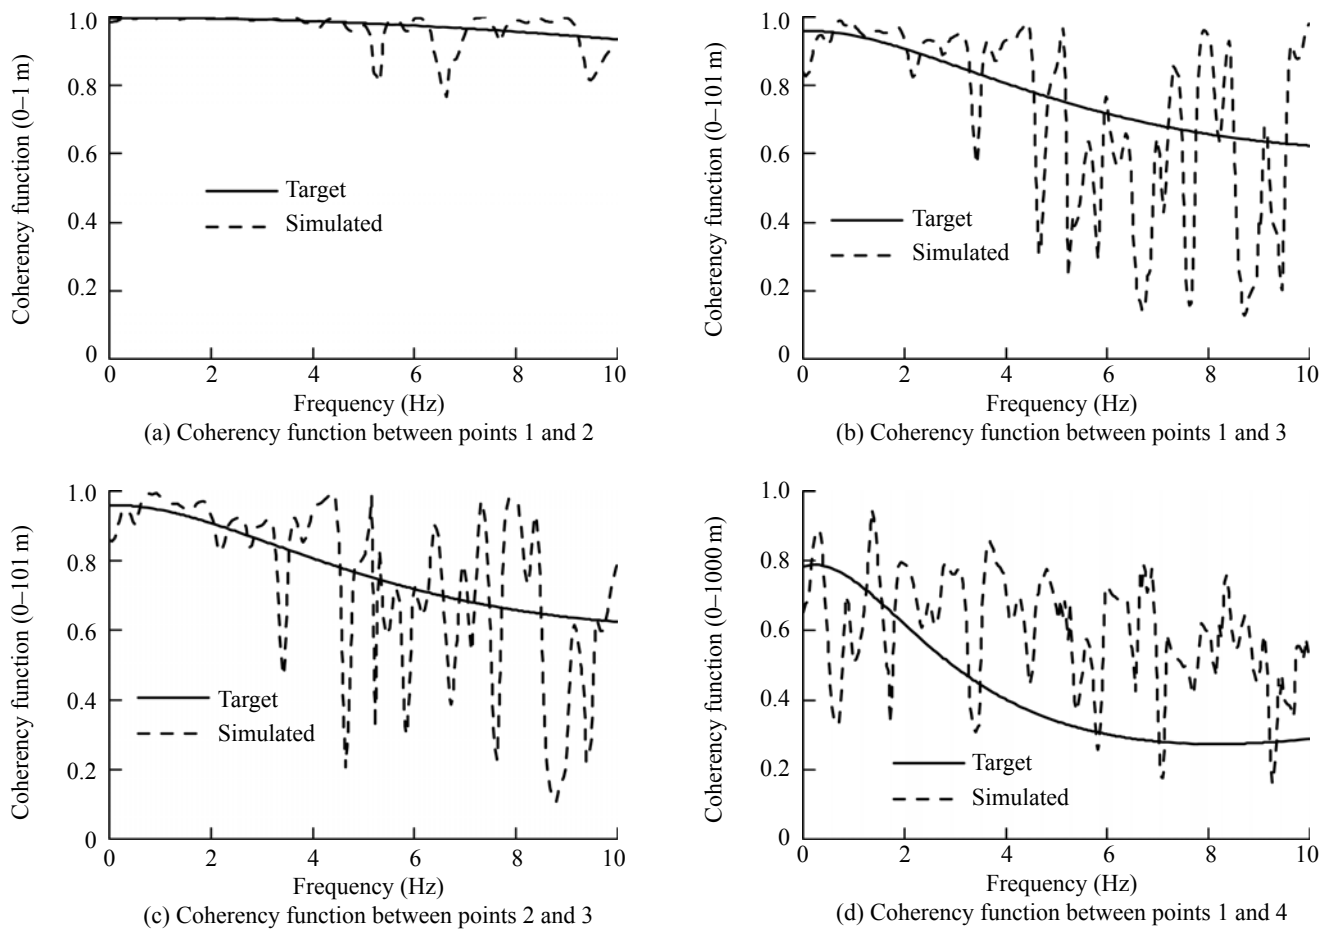 Coherency function (0–1 m)
1.0
0.8
0.6
0.4
0.2
0
Target
Simulated
0 2 4 6 8 10
Frequency (Hz)
(a) Coherency function between points 1 and 2
Coherency function (0–101 m)
1.0
0.8
0.6
0.4
0.2
0
Target
Simulated
0 2 4 6 8 10
Frequency (Hz)
(b) Coherency function between points 1 and 3
Coherency function (0–101 m)
1.0
0.8
0.6
0.4
0.2
0
Target
Simulated
0 2 4 6 8 10
Frequency (Hz)
(c) Coherency function between points 2 and 3
Coherency function (0–1000 m)
1.0
0.8
0.6
0.4
0.2
0
Target
Simulated
0 2 4 6 8 10
Frequency (Hz)
(d) Coherency function between points 1 and 4